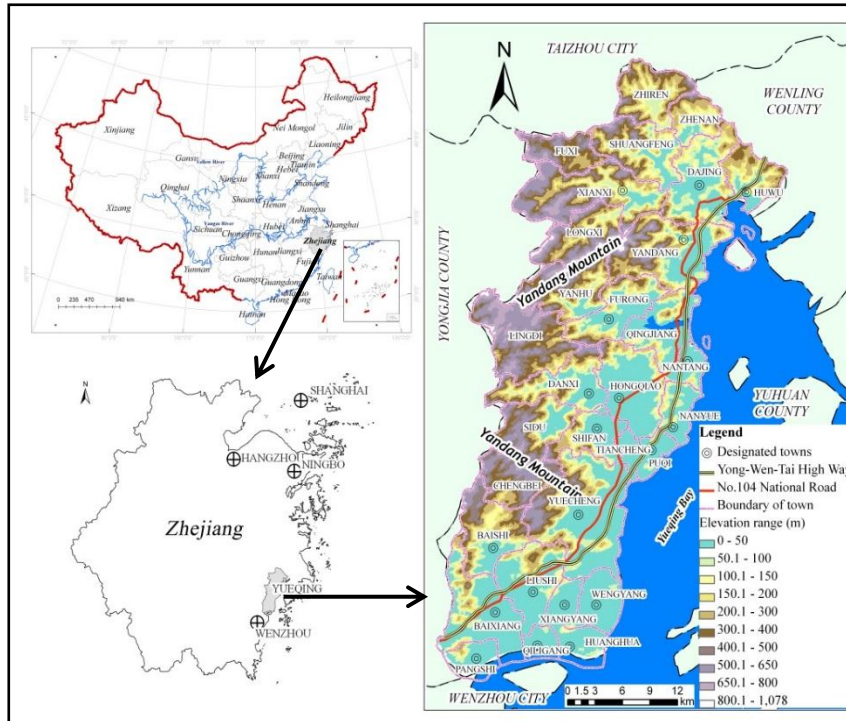 Heilongjiang
Xinjiang
Jilin
Nei Mongol
Liaoning
Gansu
Yellow River
Beijing
Tianjin
Hebei
Ningxia
Shanxi
Shandong
Qinghai
Shaanxi
Henan
Jiangsu
Xizang
Yangtze River
Anhui
Shanghai
Sichuan
Chongqing
Hubei
Zhejiang
Hunan
Jiangxi
Guizhou
Fujian
Yunnan
Taiwan
Guangxi
Guangdong
Hong Kong
Hainan
0 235 470 940 km
N
SHANGHAI
HANGZHOU
NINGBO
Zhejiang
YUEQING
WENZHOU
TAIZHOU CITY
N
WENLING
COUNTY
ZHIREN
ZHENAN
SHUANGFENG
FUXI
DAJING
XIANXI
HUWU
LONGXI
YANDANG
Yandang Mountain
YONGJIA COUNTY
YANHU
FURONG
LINGDI
QINGJIANG
NANTANG
DANXI
HONGQIAO
YUHUAN
COUNTY
NANYUE
SIDU
SHIFAN
TIANCHENG
Yandang Mountain
PUQI
CHENGBEI
YUECHENG
Yueqing Bay
BAISHI
LIUSHI
WENGYANG
BAIXIANG
XIANGYANG
HUANGHUA
QILIGANG
PANGSHI
WENZHOU CITY
0 1.5 3 6 9 12
km
Legend
Designated towns
Yong-Wen-Tai High Way
No.104 National Road
Boundary of town
Elevation range (m)
0 - 50
50.1 - 100
100.1 - 150
150.1 - 200
200.1 - 300
300.1 - 400
400.1 - 500
500.1 - 650
650.1 - 800
800.1 - 1,078